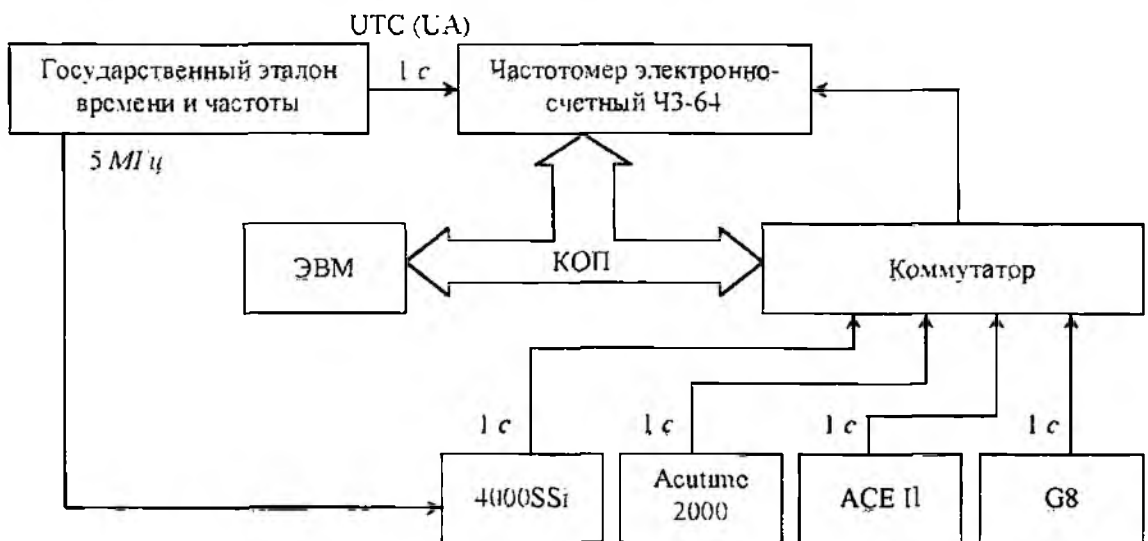 UTC (UA)
Государственный эталон
времени и частоты
1 с
Частотомер электронно-
счетный Ч3-64
5 МГц
ЭВМ
КОП
Коммутатор
1 с
1 с
1 с
1 с
4000SSi
Acutime
2000
ACE II
G8